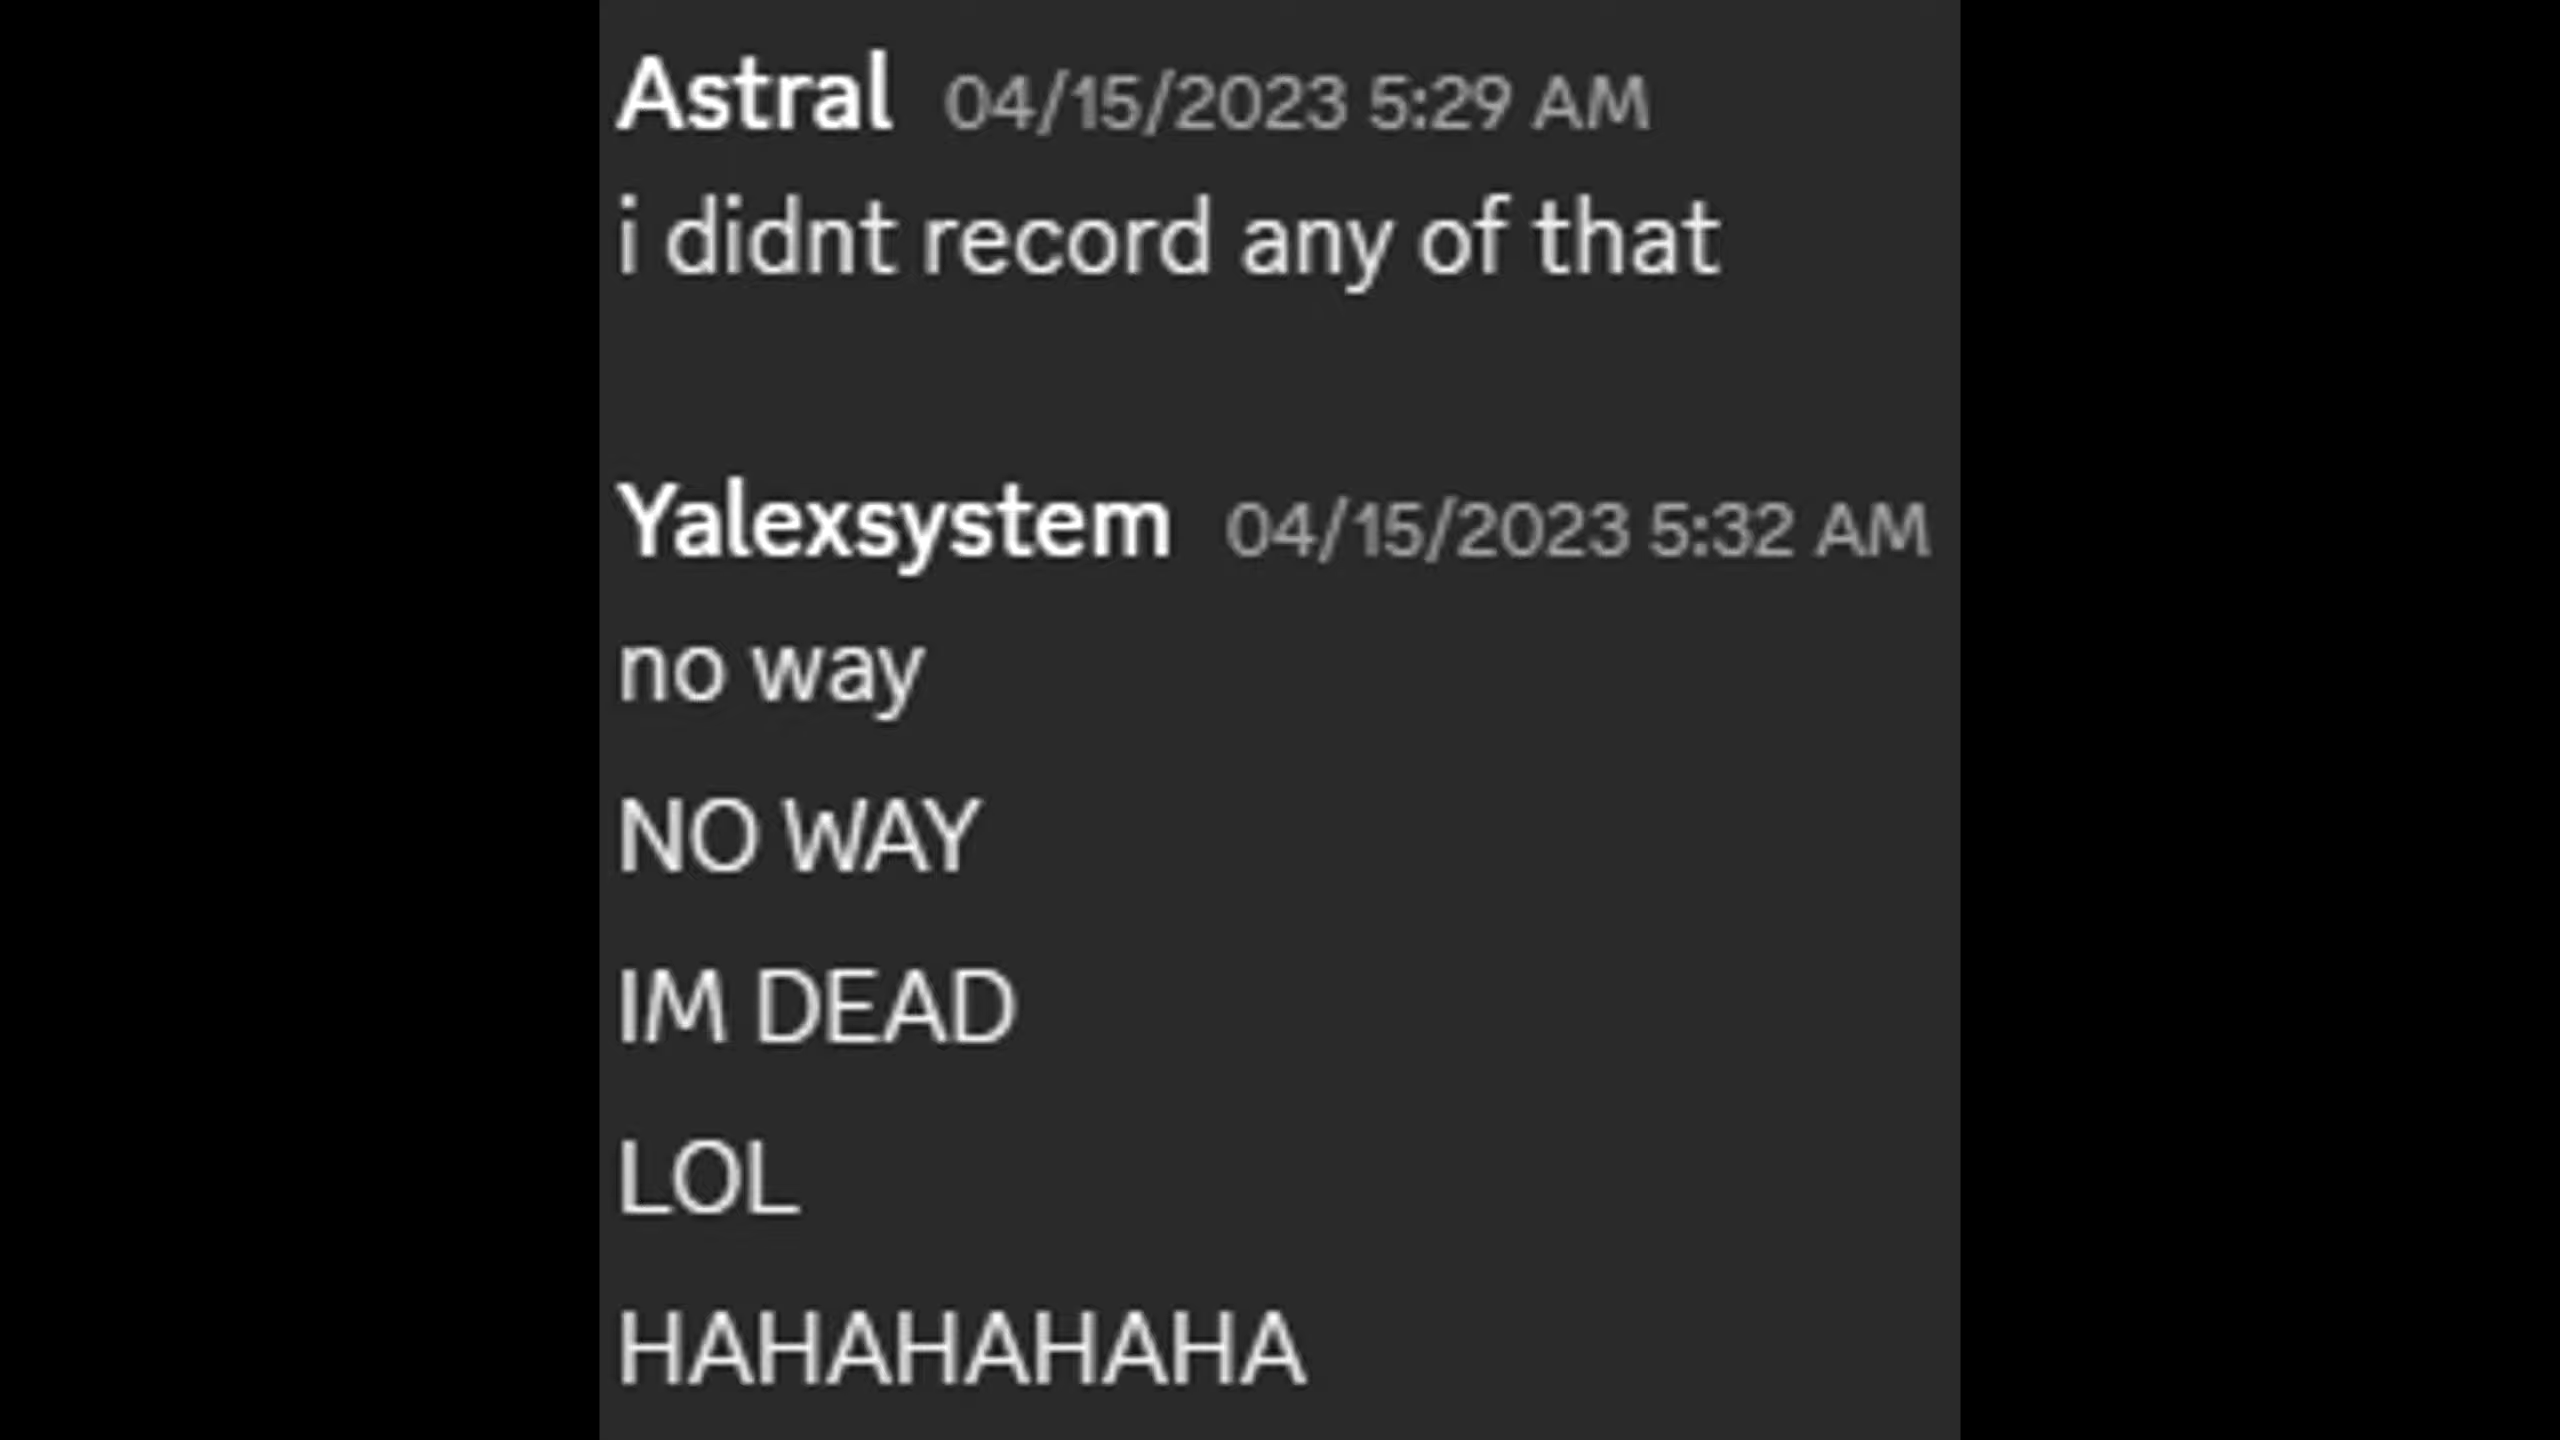 Astral 04/15/2023 5:29 AM
i didnt record any of that
Yalexsystem 04/15/2023 5:32 AM
no way
NO WAY
IM DEAD
LOL
HAHAHAHAHA